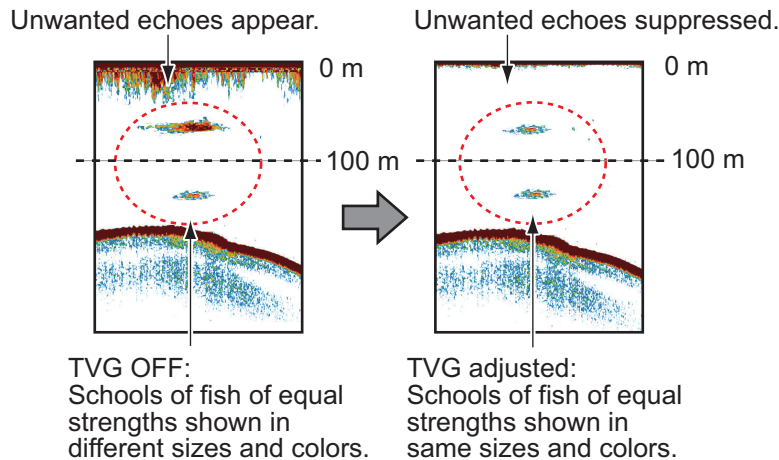 Unwanted echoes appear.
Unwanted echoes suppressed.
0 m
0 m
100 m
100 m
TVG OFF:
Schools of fish of equal
strengths shown in
different sizes and colors.
TVG adjusted:
Schools of fish of equal
strengths shown in
same sizes and colors.